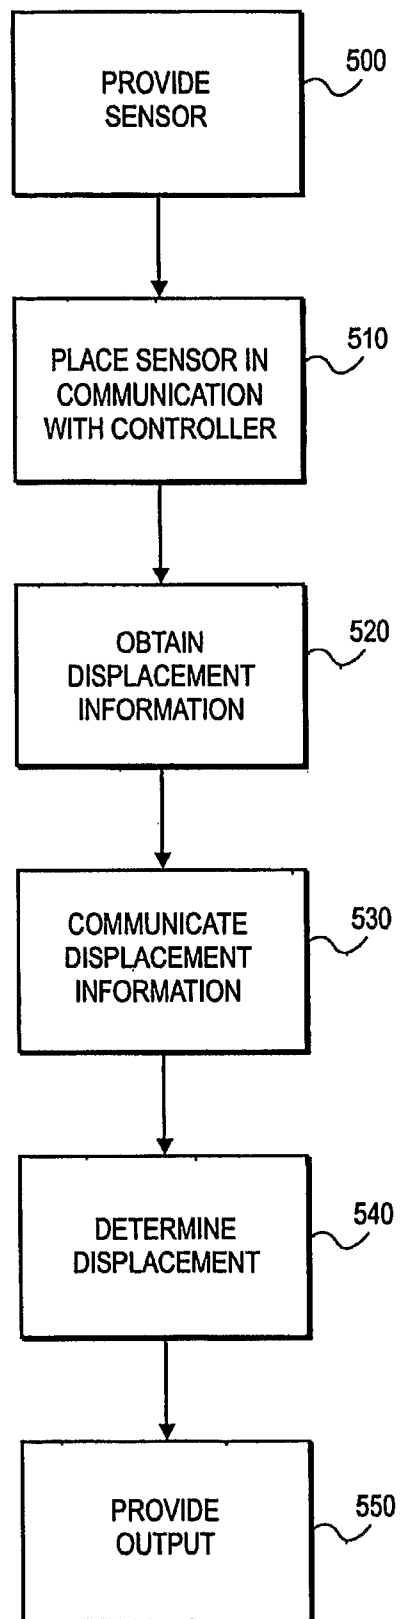 PROVIDE
SENSOR
500
PLACE SENSOR IN
COMMUNICATION
WITH CONTROLLER
510
OBTAIN
DISPLACEMENT
INFORMATION
520
COMMUNICATE
DISPLACEMENT
INFORMATION
530
DETERMINE
DISPLACEMENT
540
PROVIDE
OUTPUT
550